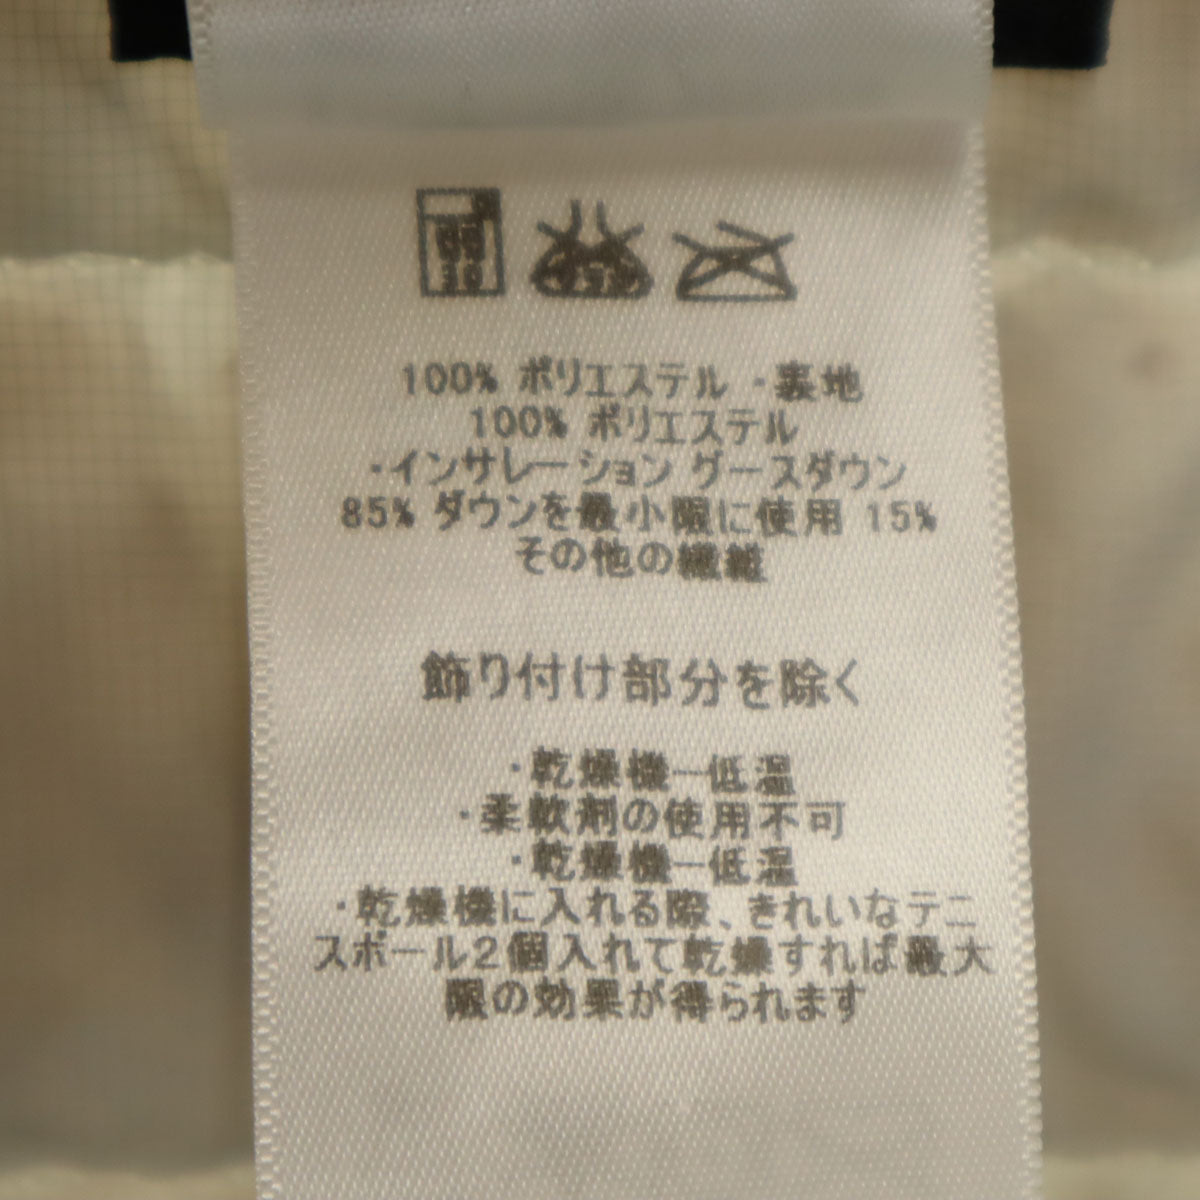 100% ポリエステル ・裏地
100% ポリエステル
・インサレーション グースダウン
85% ダウンを最小限に使用 15%
その他の繊維
飾り付け部分を除く
・乾燥機ー低温
・柔軟剤の使用不可
・乾燥機ー低温
・乾燥機に入れる際、きれいなテニ
スボール2個入れて乾燥すれば最大
限の効果が得られます